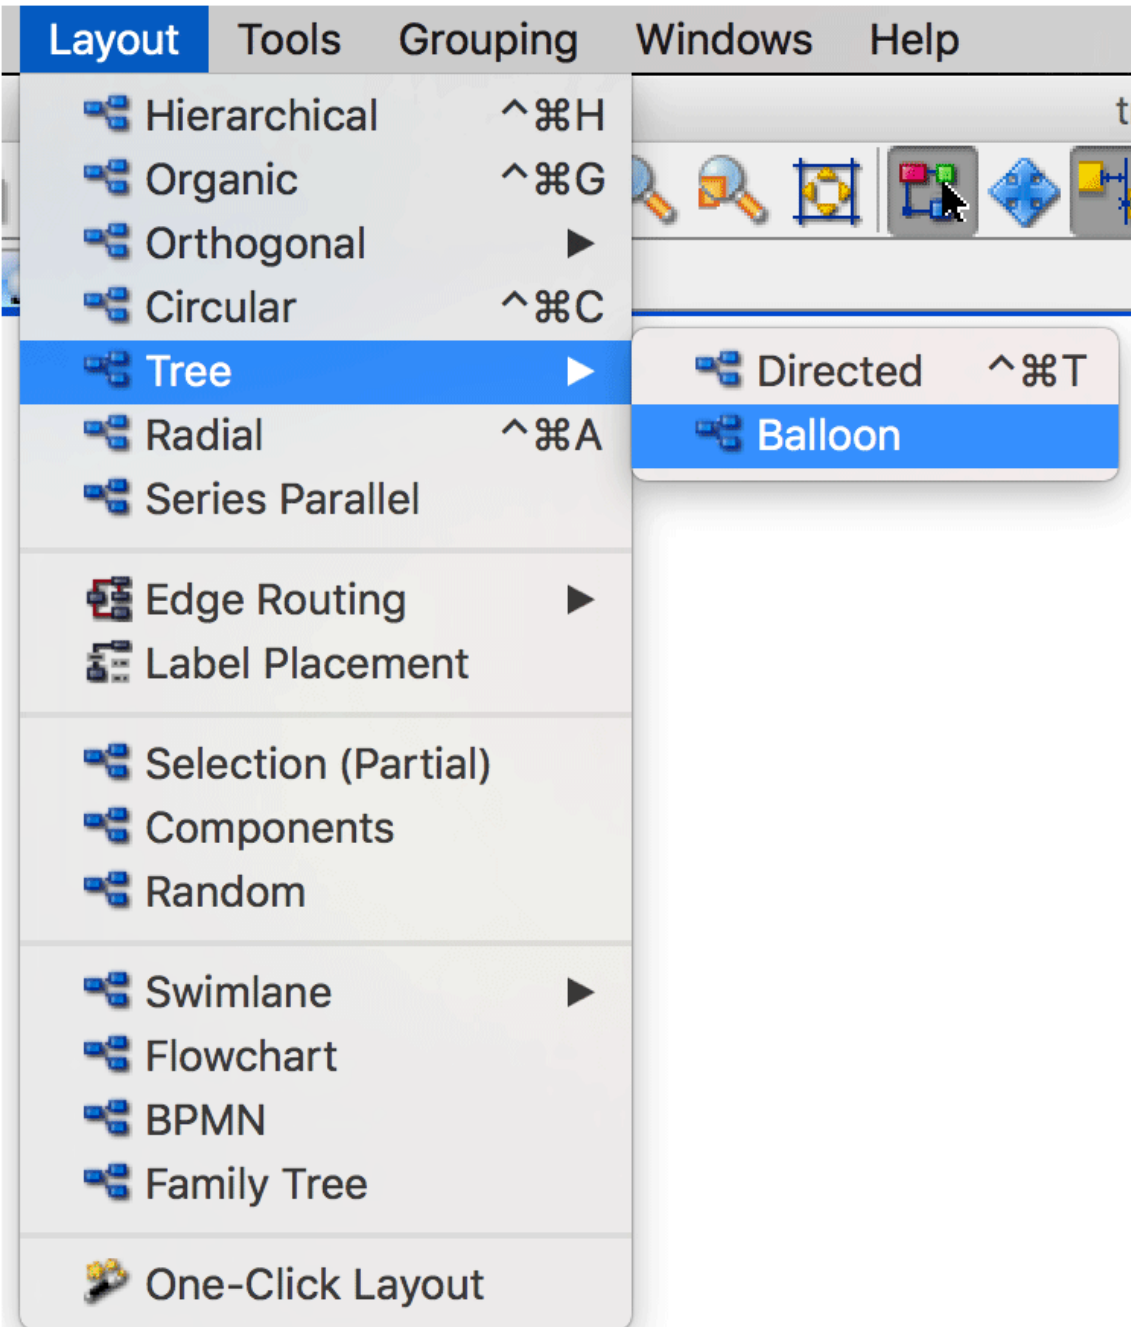 Layout Tools Grouping Windows Help
t
Hierarchical ^⌘H
Organic ^⌘G
Orthogonal ▶
Circular ^⌘C
Tree ▶
Directed ^⌘T
Radial ^⌘A
Balloon
Series Parallel
Edge Routing ▶
Label Placement
Selection (Partial)
Components
Random
Swimlane ▶
Flowchart
BPMN
Family Tree
One-Click Layout